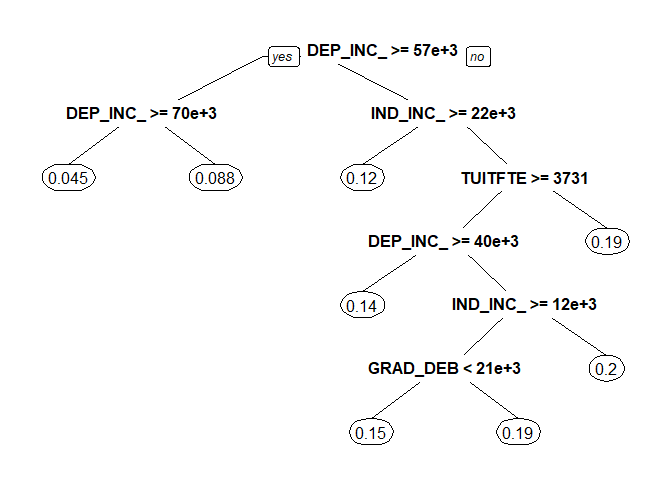 yes DEP_INC_ >= 57e+3 no
DEP_INC_ >= 70e+3 IND_INC_ >= 22e+3
0.045 0.088 0.12 TUITFTE >= 3731
DEP_INC_ >= 40e+3 0.19
0.14 IND_INC_ >= 12e+3
GRAD_DEB < 21e+3 0.2
0.15 0.19